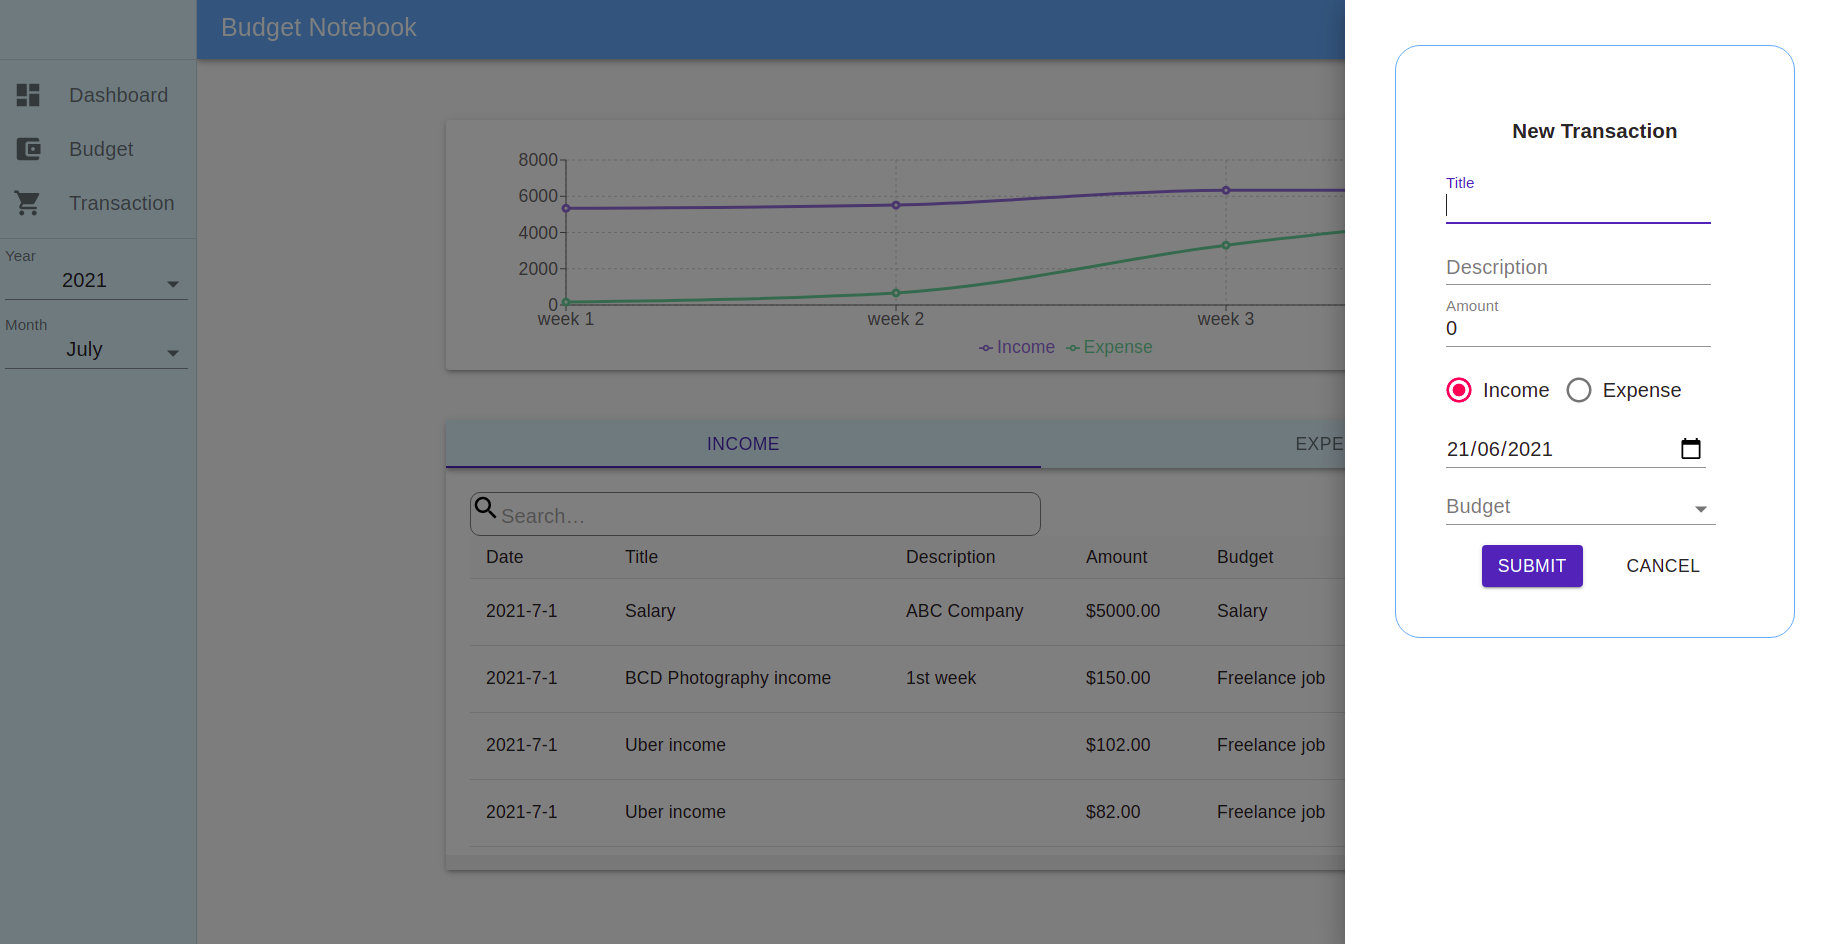 Budget Notebook
Dashboard
Budget
Transaction
Year
2021
Month
July
8000
6000
4000
2000
0
week 1 week 2 week 3
Income Expense
INCOME EXPE
Search...
Date Title Description Amount Budget
2021-7-1 Salary ABC Company $5000.00 Salary
2021-7-1 BCD Photography income 1st week $150.00 Freelance job
2021-7-1 Uber income $102.00 Freelance job
2021-7-1 Uber income $82.00 Freelance job
New Transaction
Title
Description
Amount
0
Income Expense
21/06/2021
Budget
SUBMIT CANCEL